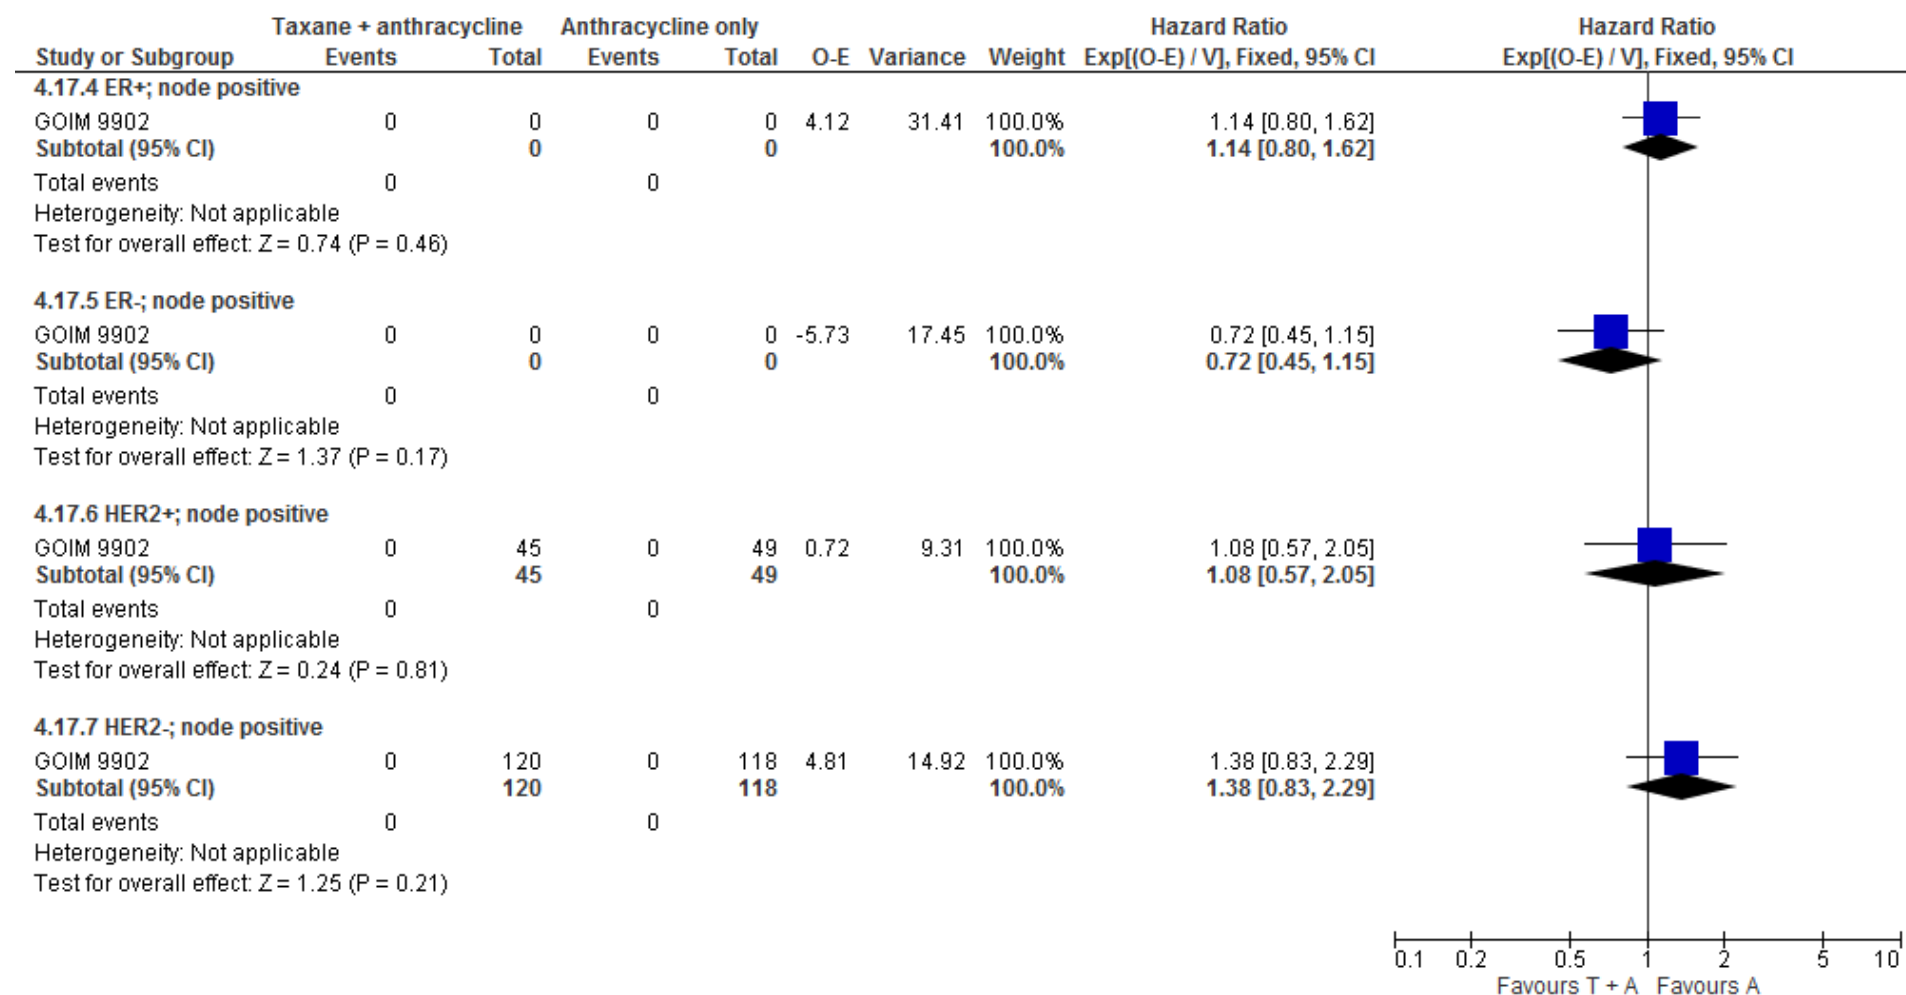 Taxane + anthracycline Anthracycline only Hazard Ratio Hazard Ratio
Study or Subgroup Events Total Events Total O-E Variance Weight Exp[(O-E) / V], Fixed, 95% CI Exp[(O-E) / V], Fixed, 95% CI
4.17.4 ER+; node positive
GOIM 9902 0 0 0 0 4.12 31.41 100.0% 1.14 [0.80, 1.62]
Subtotal (95% CI) 0 0 100.0% 1.14 [0.80, 1.62]
Total events 0 0
Heterogeneity: Not applicable
Test for overall effect: Z = 0.74 (P = 0.46)
4.17.5 ER-; node positive
GOIM 9902 0 0 0 0 -5.73 17.45 100.0% 0.72 [0.45, 1.15]
Subtotal (95% CI) 0 0 100.0% 0.72 [0.45, 1.15]
Total events 0 0
Heterogeneity: Not applicable
Test for overall effect: Z = 1.37 (P = 0.17)
4.17.6 HER2+; node positive
GOIM 9902 0 45 0 49 0.72 9.31 100.0% 1.08 [0.57, 2.05]
Subtotal (95% CI) 45 49 100.0% 1.08 [0.57, 2.05]
Total events 0 0
Heterogeneity: Not applicable
Test for overall effect: Z = 0.24 (P = 0.81)
4.17.7 HER2-; node positive
GOIM 9902 0 120 0 118 4.81 14.92 100.0% 1.38 [0.83, 2.29]
Subtotal (95% CI) 120 118 100.0% 1.38 [0.83, 2.29]
Total events 0 0
Heterogeneity: Not applicable
Test for overall effect: Z = 1.25 (P = 0.21)
0.1 0.2 0.5 1 2 5 10
Favours T + A Favours A